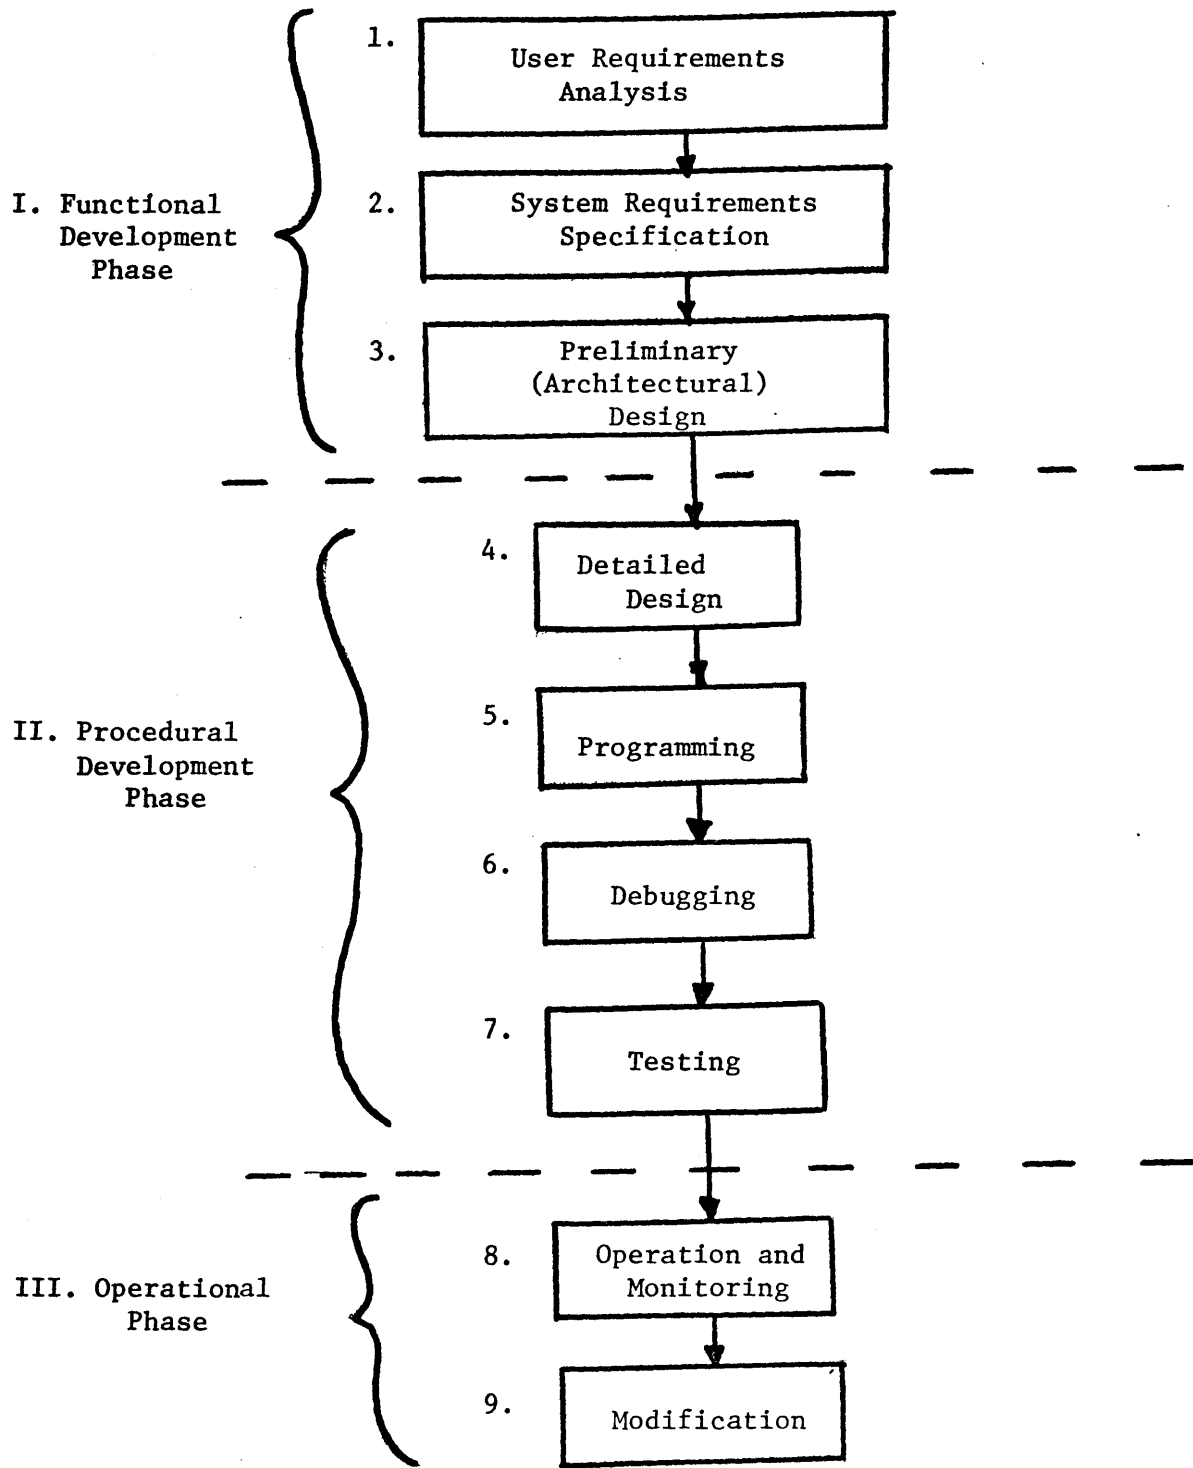 1.
User Requirements
Analysis
I. Functional
Development
Phase
2.
System Requirements
Specification
3.
Preliminary
(Architectural)
Design
4.
Detailed
Design
II. Procedural
Development
Phase
5.
Programming
6.
Debugging
7.
Testing
III. Operational
Phase
8.
Operation and
Monitoring
9.
Modification